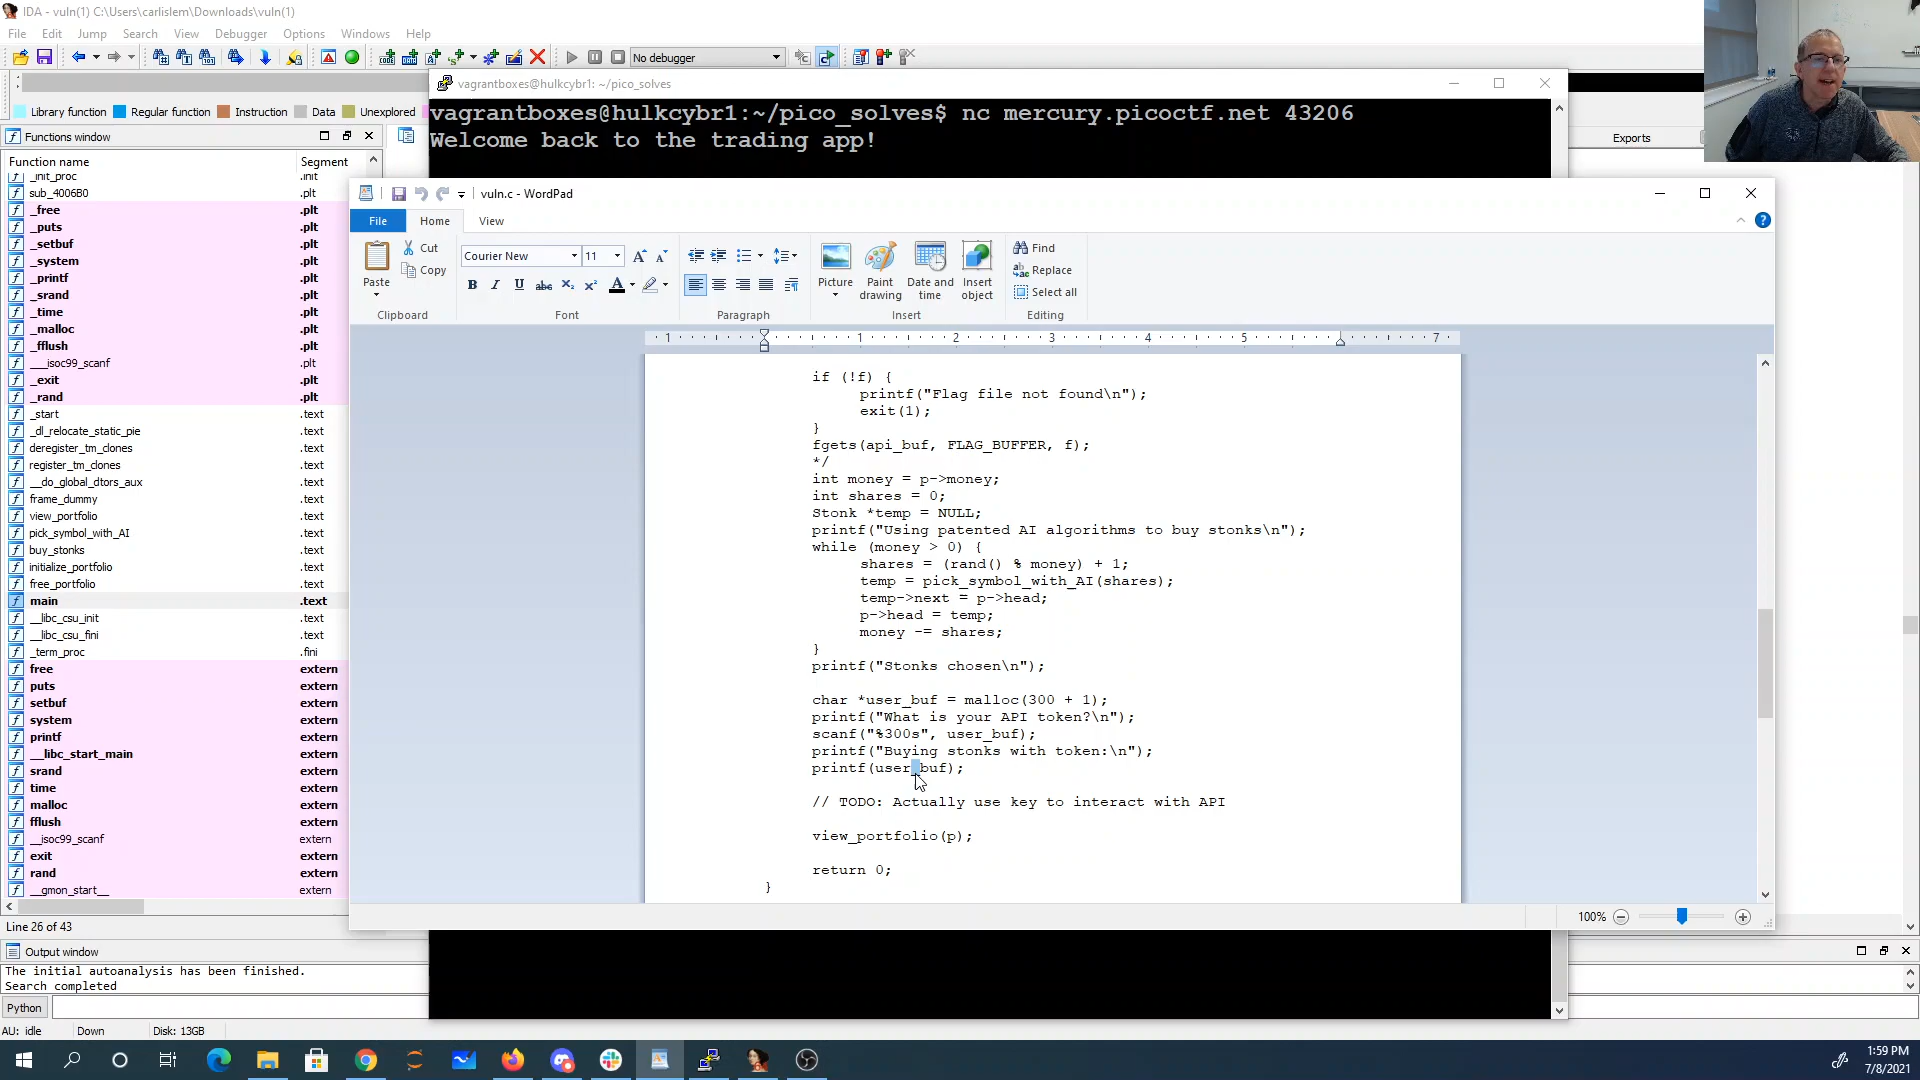 IDA - vuln(1) C:\Users\carlislem\Downloads\vuln(1)
File Edit Jump Search View Debugger Options Windows Help
No debugger
vagrantboxes@hulkcybr1: ~/pico_solves
Library function Regular function Instruction Data Unexplored
vagrantboxes@hulkcybr1:~/pico_solves$ nc mercury.picoctf.net 43206
Welcome back to the trading app!
Exports
Functions window
Function name Segment
_init_proc .init
sub_4006B0 .plt
_free .plt
_puts .plt
_setbuf .plt
_system .plt
_printf .plt
_srand .plt
_time .plt
_malloc .plt
_fflush .plt
___isoc99_scanf .plt
_exit .plt
_rand .plt
_start .text
_dl_relocate_static_pie .text
deregister_tm_clones .text
register_tm_clones .text
__do_global_dtors_aux .text
frame_dummy .text
view_portfolio .text
pick_symbol_with_AI .text
buy_stonks .text
initialize_portfolio .text
free_portfolio .text
main .text
__libc_csu_init .text
__libc_csu_fini .text
_term_proc .fini
free extern
puts extern
setbuf extern
system extern
printf extern
__libc_start_main extern
srand extern
time extern
malloc extern
fflush extern
__isoc99_scanf extern
exit extern
rand extern
__gmon_start__ extern
Line 26 of 43
Output window
The initial autoanalysis has been finished.
Search completed
Python
AU: idle Down Disk: 13GB
vuln.c - WordPad
File Home View
Paste Cut Copy
Clipboard
Courier New 11
B I U abc X₂ X² A
Font
Paragraph
Picture Paint drawing Date and time Insert object
Insert
Find
Replace
Select all
Editing
1 1 2 3 4 5 7
if (!f) {
printf("Flag file not found\n");
exit(1);
}
fgets(api_buf, FLAG_BUFFER, f);
*/
int money = p->money;
int shares = 0;
Stonk *temp = NULL;
printf("Using patented AI algorithms to buy stonks\n");
while (money > 0) {
shares = (rand() % money) + 1;
temp = pick_symbol_with_AI(shares);
temp->next = p->head;
p->head = temp;
money -= shares;
}
printf("Stonks chosen\n");
char *user_buf = malloc(300 + 1);
printf("What is your API token?\n");
scanf("%300s", user_buf);
printf("Buying stonks with token:\n");
printf(user_buf);
// TODO: Actually use key to interact with API
view_portfolio(p);
return 0;
}
100%
1:59 PM
7/8/2021